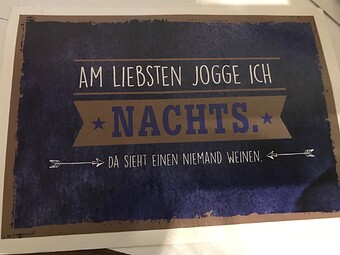 AM LIEBSTEN JOGGE ICH
NACHTS.
DA SIEHT EINEN NIEMAND WEINEN.